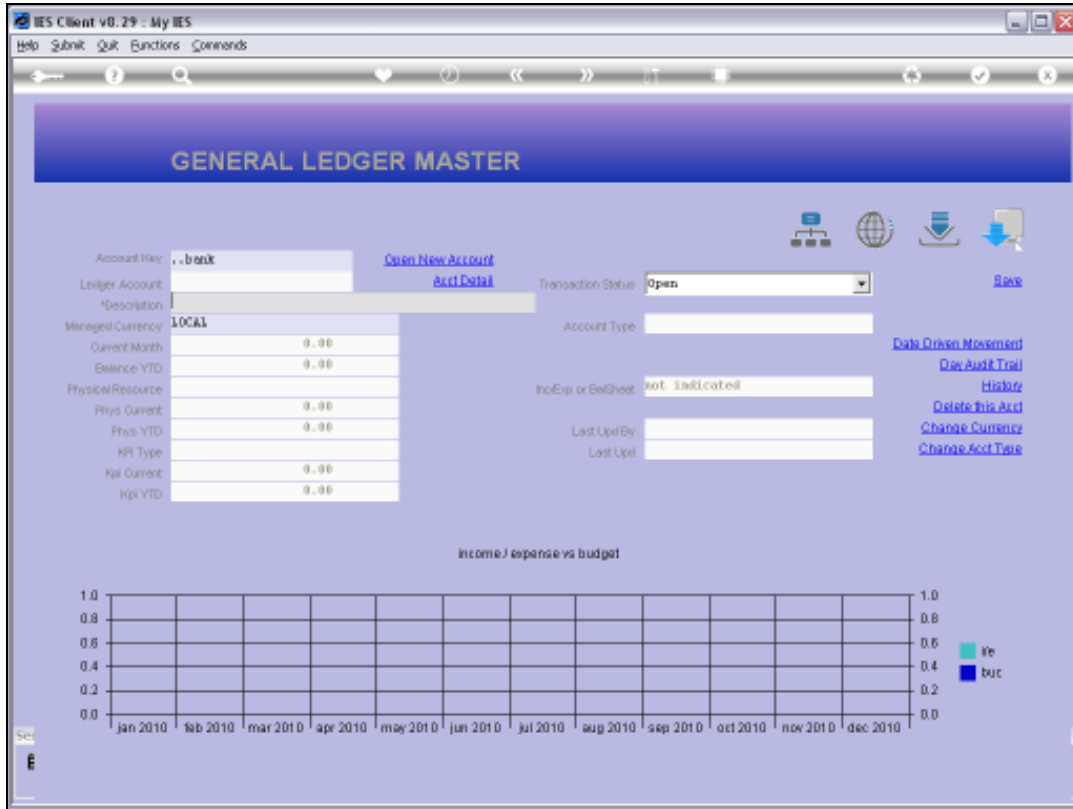 IES Client v8.29 : My IES
Help Submit Quit Functions Commands
GENERAL LEDGER MASTER
Account Key ..bank Open New Account
Ledger Account Acct Detail Transaction Status Open Save
*Description
Managed Currency LOCAL Account Type
Current Month 0.00 Date Driven Movement
Balance YTD 0.00 Day Audit Trail
Physical Resource Inc/Exp or BalSheet not indicated History
Phys Current 0.00 Delete this Acct
Phys YTD 0.00 Last Upd By Change Currency
KPI Type Last Upd Change Acct Type
Kpi Current 0.00
Kpi YTD 0.00
income / expense vs budget
1.0 1.0
0.8 0.8
0.6 0.6 i/e
0.4 0.4 buc
0.2 0.2
0.0 0.0
jan 2010 feb 2010 mar 2010 apr 2010 may 2010 jun 2010 jul 2010 aug 2010 sep 2010 oct 2010 nov 2010 dec 2010